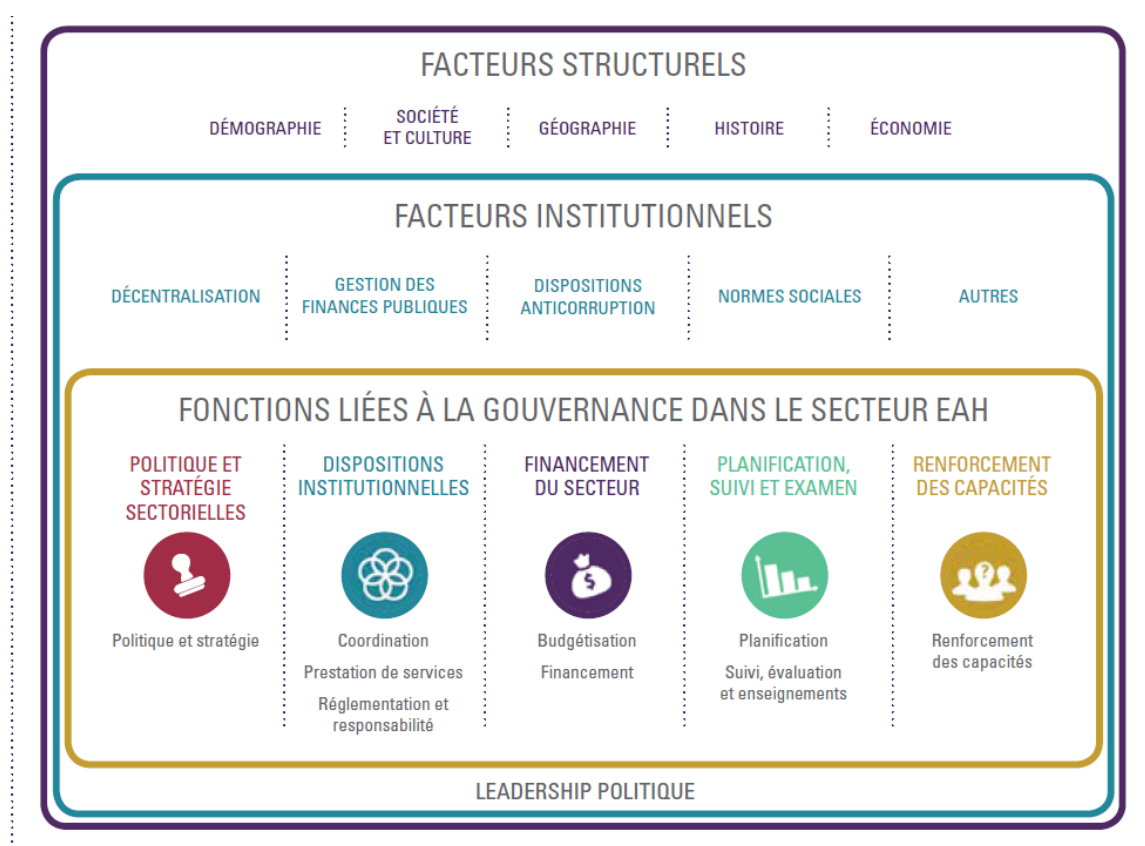 FACTEURS STRUCTURELS
DÉMOGRAPHIE
SOCIÉTÉ
ET CULTURE
GÉOGRAPHIE
HISTOIRE
ÉCONOMIE
FACTEURS INSTITUTIONNELS
DÉCENTRALISATION
GESTION DES
FINANCES PUBLIQUES
DISPOSITIONS
ANTICORRUPTION
NORMES SOCIALES
AUTRES
FONCTIONS LIÉES À LA GOUVERNANCE DANS LE SECTEUR EAH
POLITIQUE ET
STRATÉGIE
SECTORIELLES
Politique et stratégie
DISPOSITIONS
INSTITUTIONNELLES
Coordination
Prestation de services
Réglementation et
responsabilité
FINANCEMENT
DU SECTEUR
$
Budgétisation
Financement
PLANIFICATION,
SUIVI ET EXAMEN
Planification
Suivi, évaluation
et enseignements
RENFORCEMENT
DES CAPACITÉS
?
Renforcement
des capacités
LEADERSHIP POLITIQUE